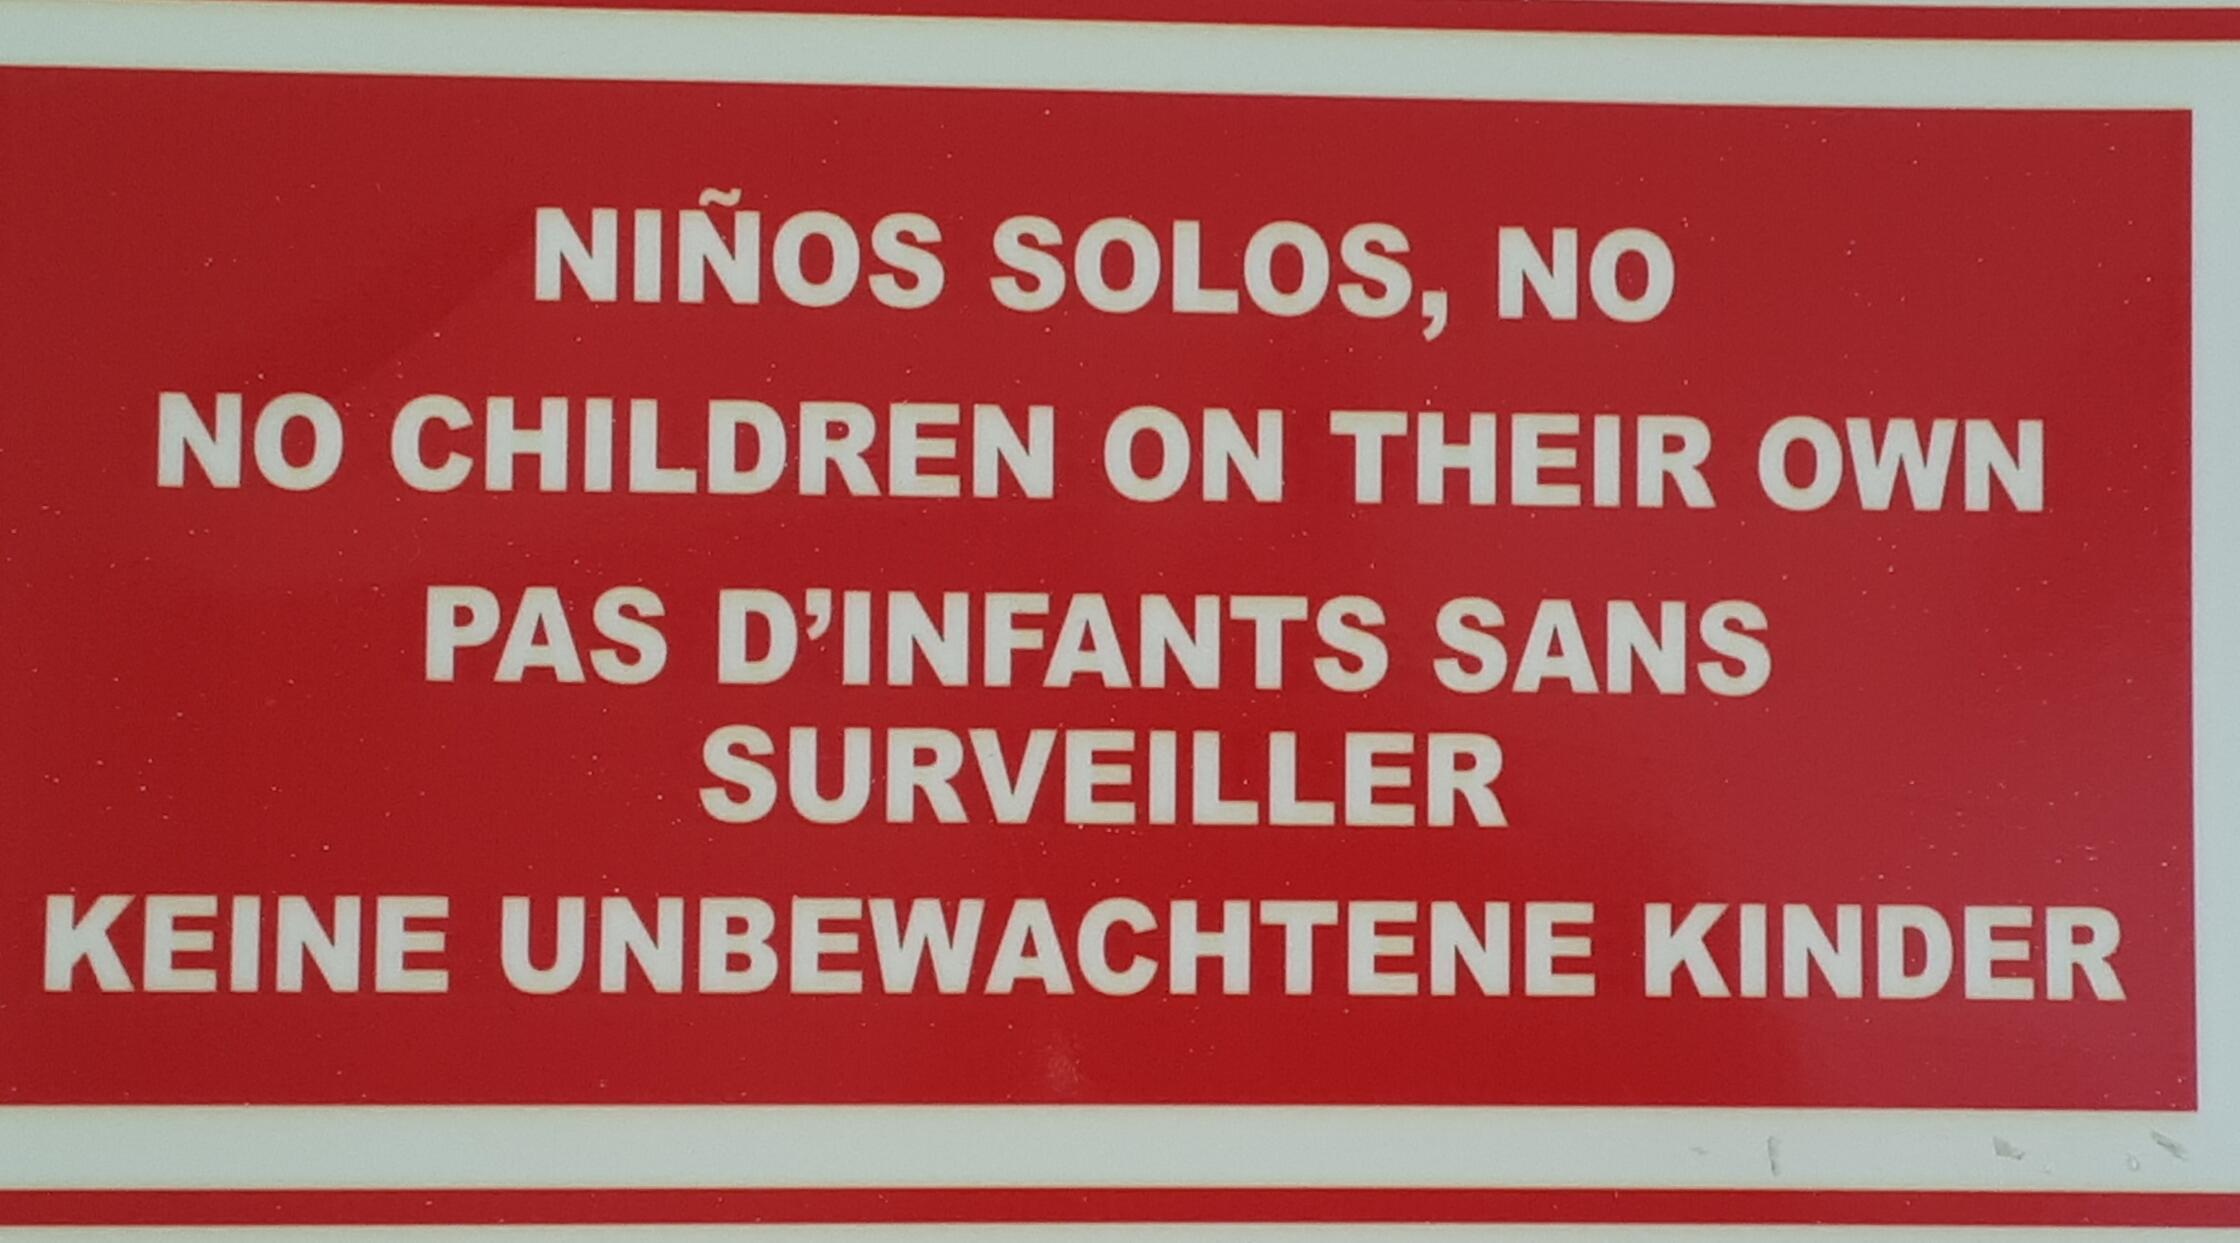 NIÑOS SOLOS, NO
NO CHILDREN ON THEIR OWN
PAS D'INFANTS SANS
SURVEILLER
KEINE UNBEWACHTENE KINDER